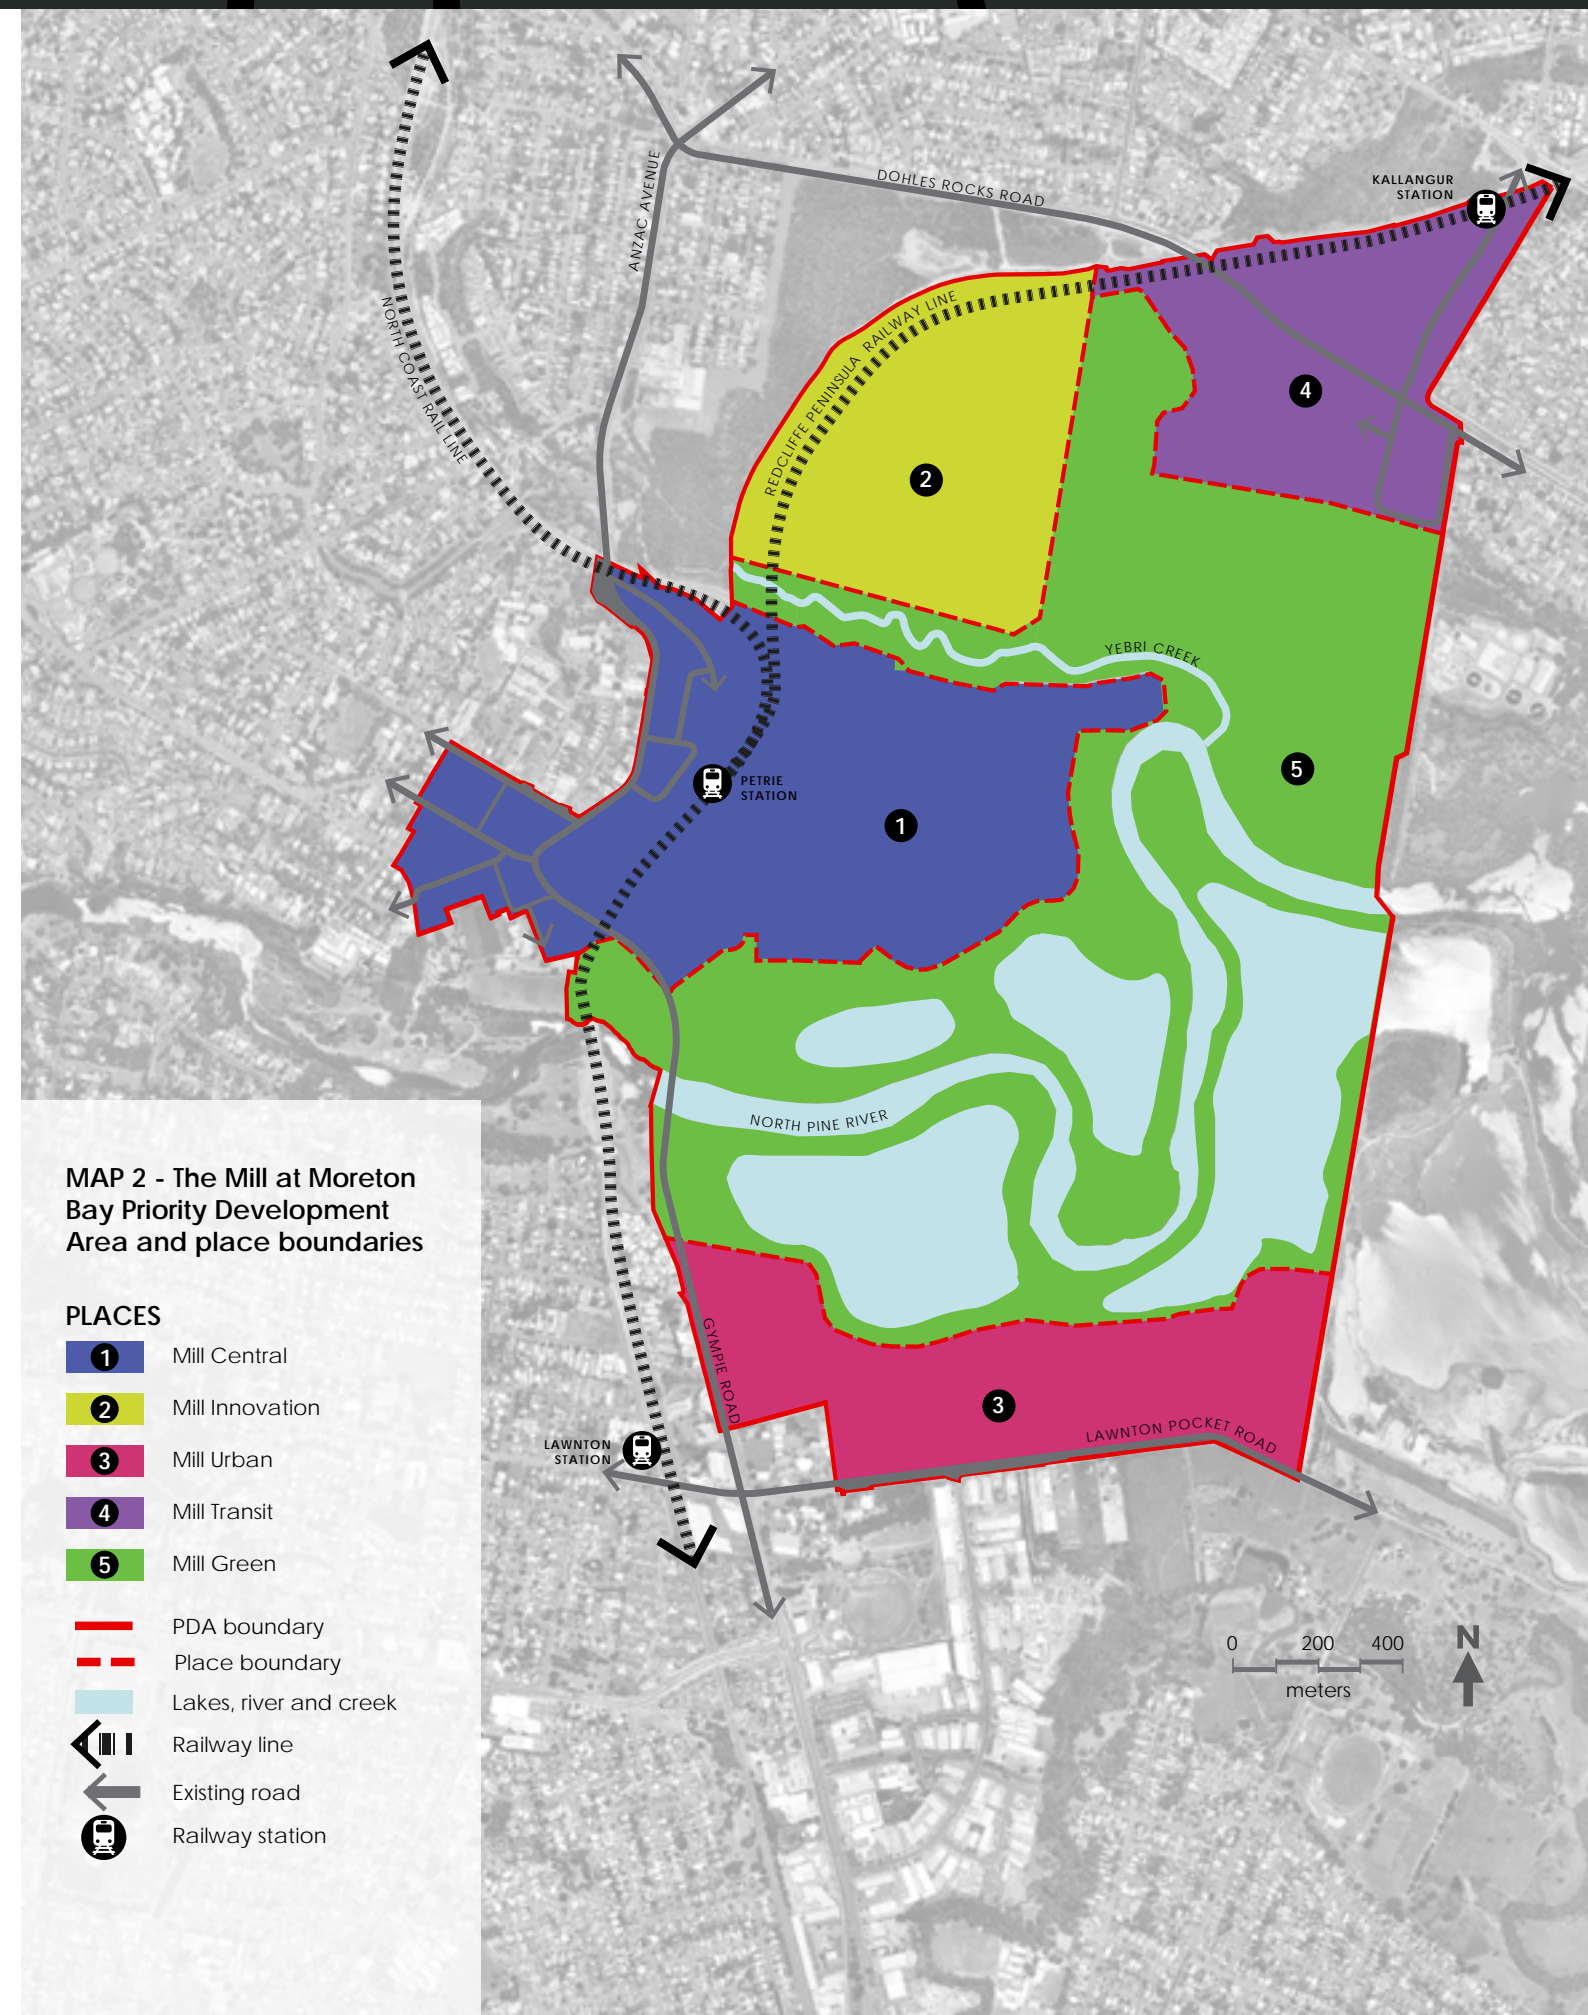 KALLANGUR
STATION
DOHLES ROCKS ROAD
ANZAC AVENUE
NORTH COAST RAIL LINE
REDCLIFFE PENINSULA RAILWAY LINE
4
2
YEBRI CREEK
5
PETRIE
STATION
1
NORTH PINE RIVER
GYMPIE ROAD
3
LAWNTON POCKET ROAD
LAWNTON
STATION
MAP 2 - The Mill at Moreton
Bay Priority Development
Area and place boundaries
PLACES
1 Mill Central
2 Mill Innovation
3 Mill Urban
4 Mill Transit
5 Mill Green
PDA boundary
Place boundary
Lakes, river and creek
Railway line
Existing road
Railway station
0 200 400
meters
N